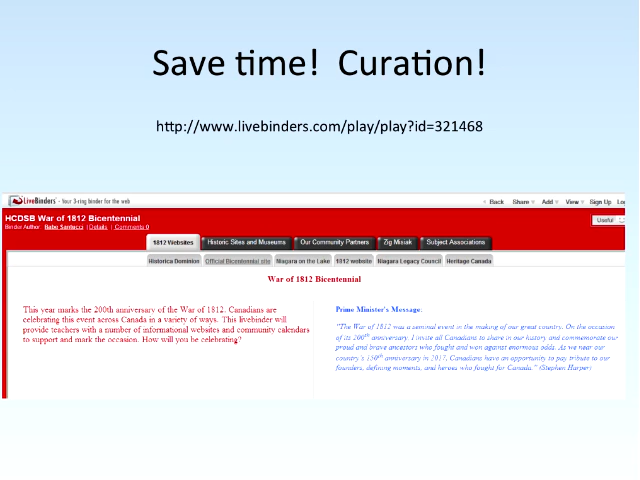 Save time!  Curation!
http://www.livebinders.com/play/play?id=321468
LiveBinders - Your 3-ring binder for the web
Back Share Add View Sign Up Lo
HCDSB War of 1812 Bicentennial
Useful
Binder Author: Babo Santucci | Details | Comments 0
1812 Websites Historic Sites and Museums Our Community Partners Zig Misiak Subject Associations
Historica Dominion Official Bicentennial site Niagara on the Lake 1812 website Niagara Legacy Council Heritage Canada
War of 1812 Bicentennial
This year marks the 200th anniversary of the War of 1812. Canadians are
celebrating this event across Canada in a variety of ways. This livebinder will
provide teachers with a number of informational websites and community calendars
to support and mark the occasion. How will you be celebrating?
Prime Minister's Message:
"The War of 1812 was a seminal event in the making of our great country. On the occasion
of its 200th anniversary, I invite all Canadians to share in our history and commemorate our
proud and brave ancestors who fought and won against enormous odds. As we near our
country's 150th anniversary in 2017, Canadians have an opportunity to pay tribute to our
founders, defining moments, and heroes who fought for Canada." (Stephen Harper)